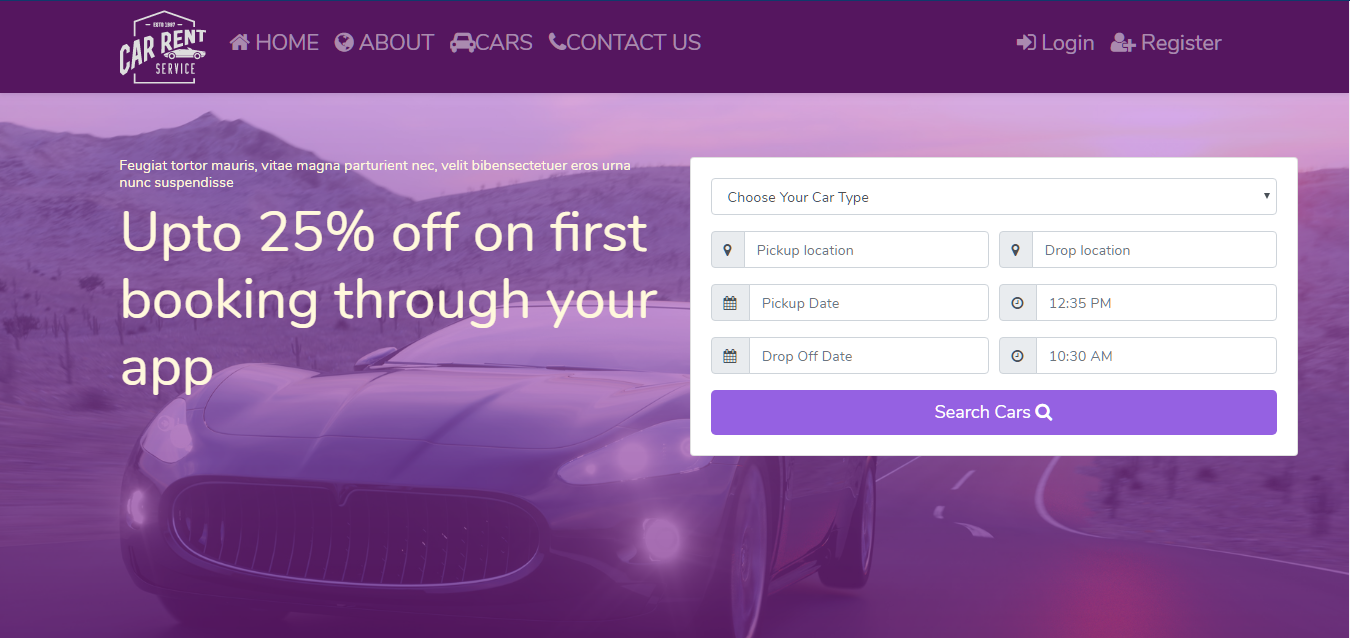 ESTD 1987
CAR RENT
SERVICE
HOME ABOUT CARS CONTACT US Login Register
Feugiat tortor mauris, vitae magna parturient nec, velit bibensectetuer eros urna
nunc suspendisse
Upto 25% off on first
booking through your
app
Choose Your Car Type
Pickup location Drop location
Pickup Date 12:35 PM
Drop Off Date 10:30 AM
Search Cars